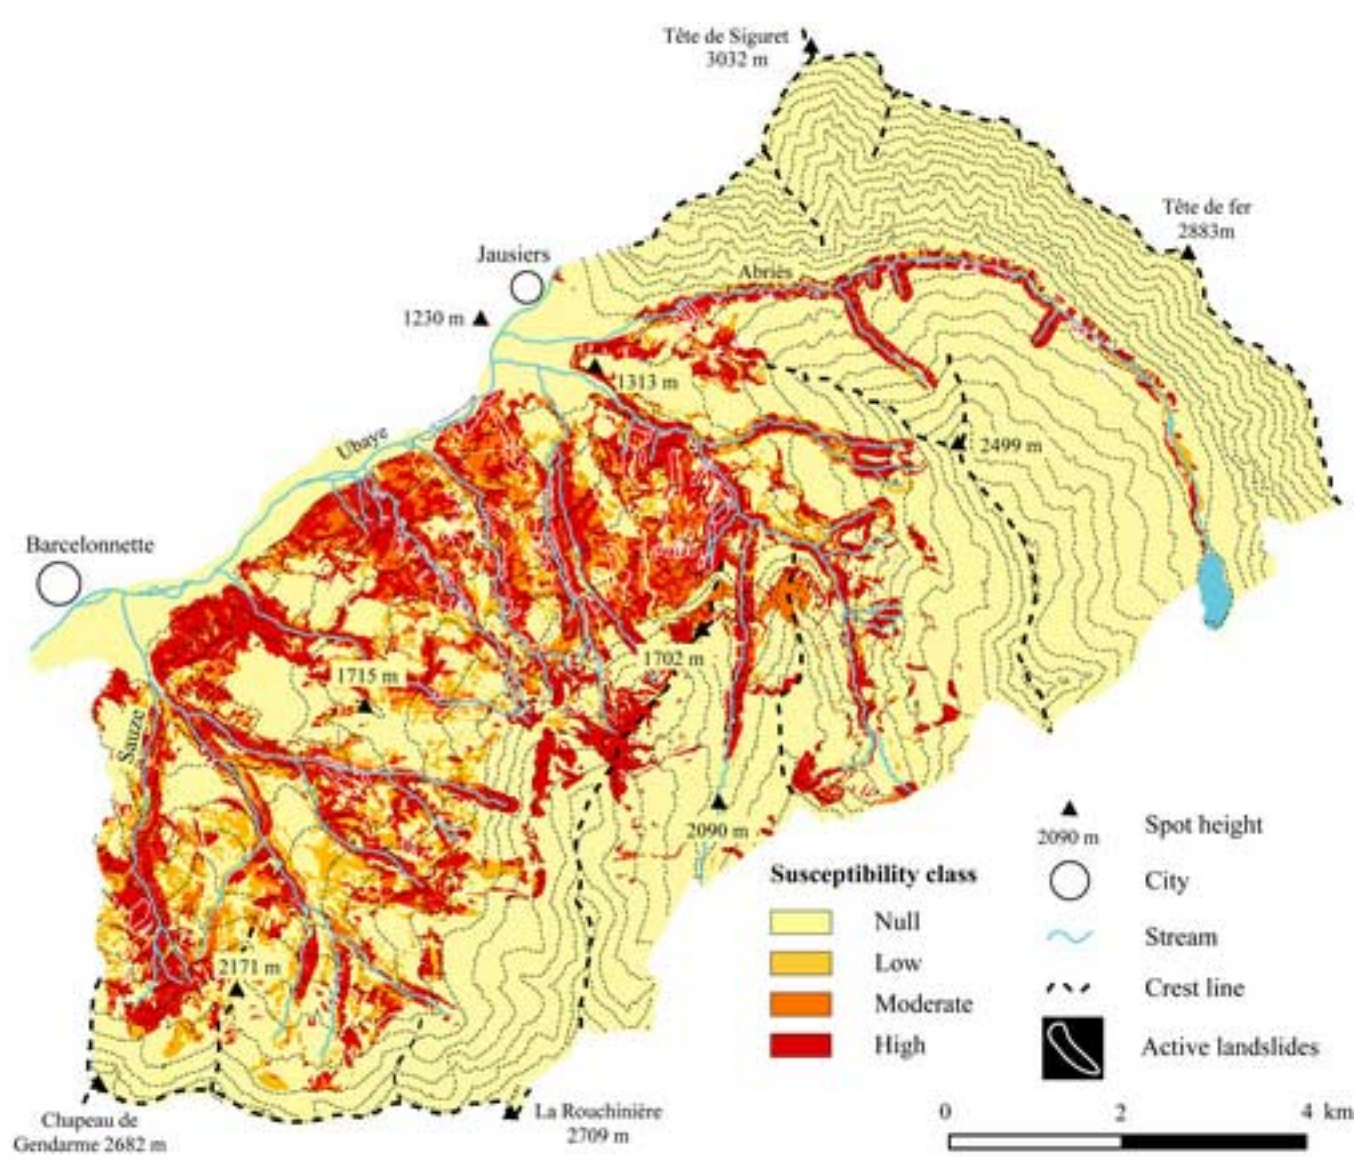 Tête de Siguret
3032 m
Tête de fer
2883m
Jausiers
Abriès
1230 m
1313 m
Ubaye
2499 m
Barcelonnette
1702 m
1715 m
Sauze
2090 m
2171 m
Chapeau de
Gendarme 2682 m
La Rouchinière
2709 m
Susceptibility class
Null
Low
Moderate
High
2090 m
Spot height
City
Stream
Crest line
Active landslides
0 2 4 km